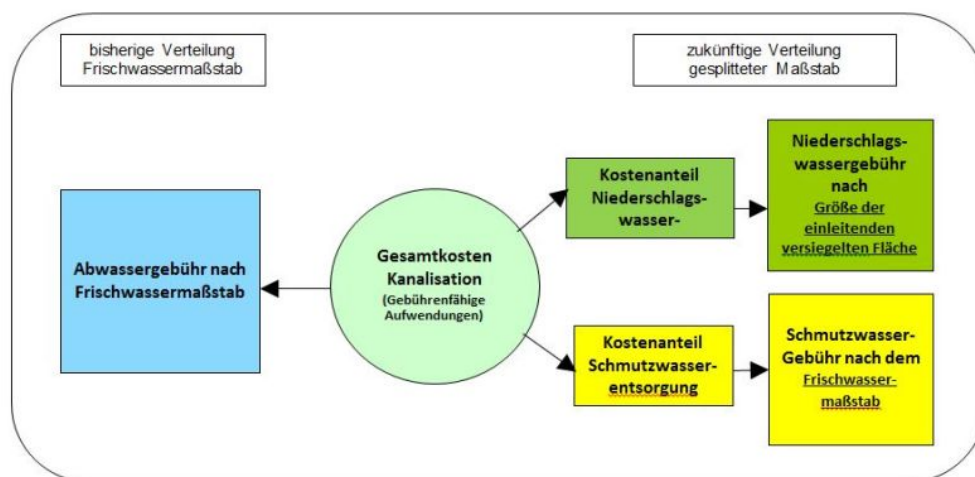 bisherige Verteilung
Frischwassermaßstab
zukünftige Verteilung
gesplitteter Maßstab
Abwassergebühr nach
Frischwassermaßstab
Gesamtkosten
Kanalisation
(Gebührenfähige
Aufwendungen)
Kostenanteil
Niederschlags-
wasser-
Niederschlags-
wassergebühr
nach
Größe der
einleitenden
versiegelten Fläche
Kostenanteil
Schmutzwasser-
entsorgung
Schmutzwasser-
Gebühr nach dem
Frischwasser-
maßstab